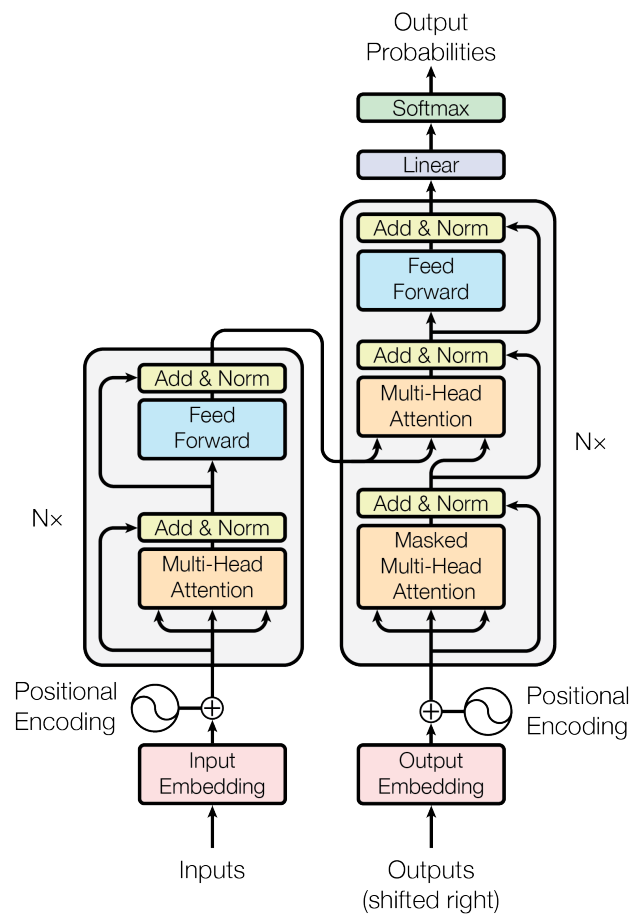 Output
Probabilities
Softmax
Linear
Add & Norm
Feed
Forward
Add & Norm
Multi-Head
Attention
Nx
Add & Norm
Masked
Multi-Head
Attention
Add & Norm
Feed
Forward
Nx
Add & Norm
Multi-Head
Attention
Positional
Encoding
Positional
Encoding
Input
Embedding
Output
Embedding
Inputs
Outputs
(shifted right)